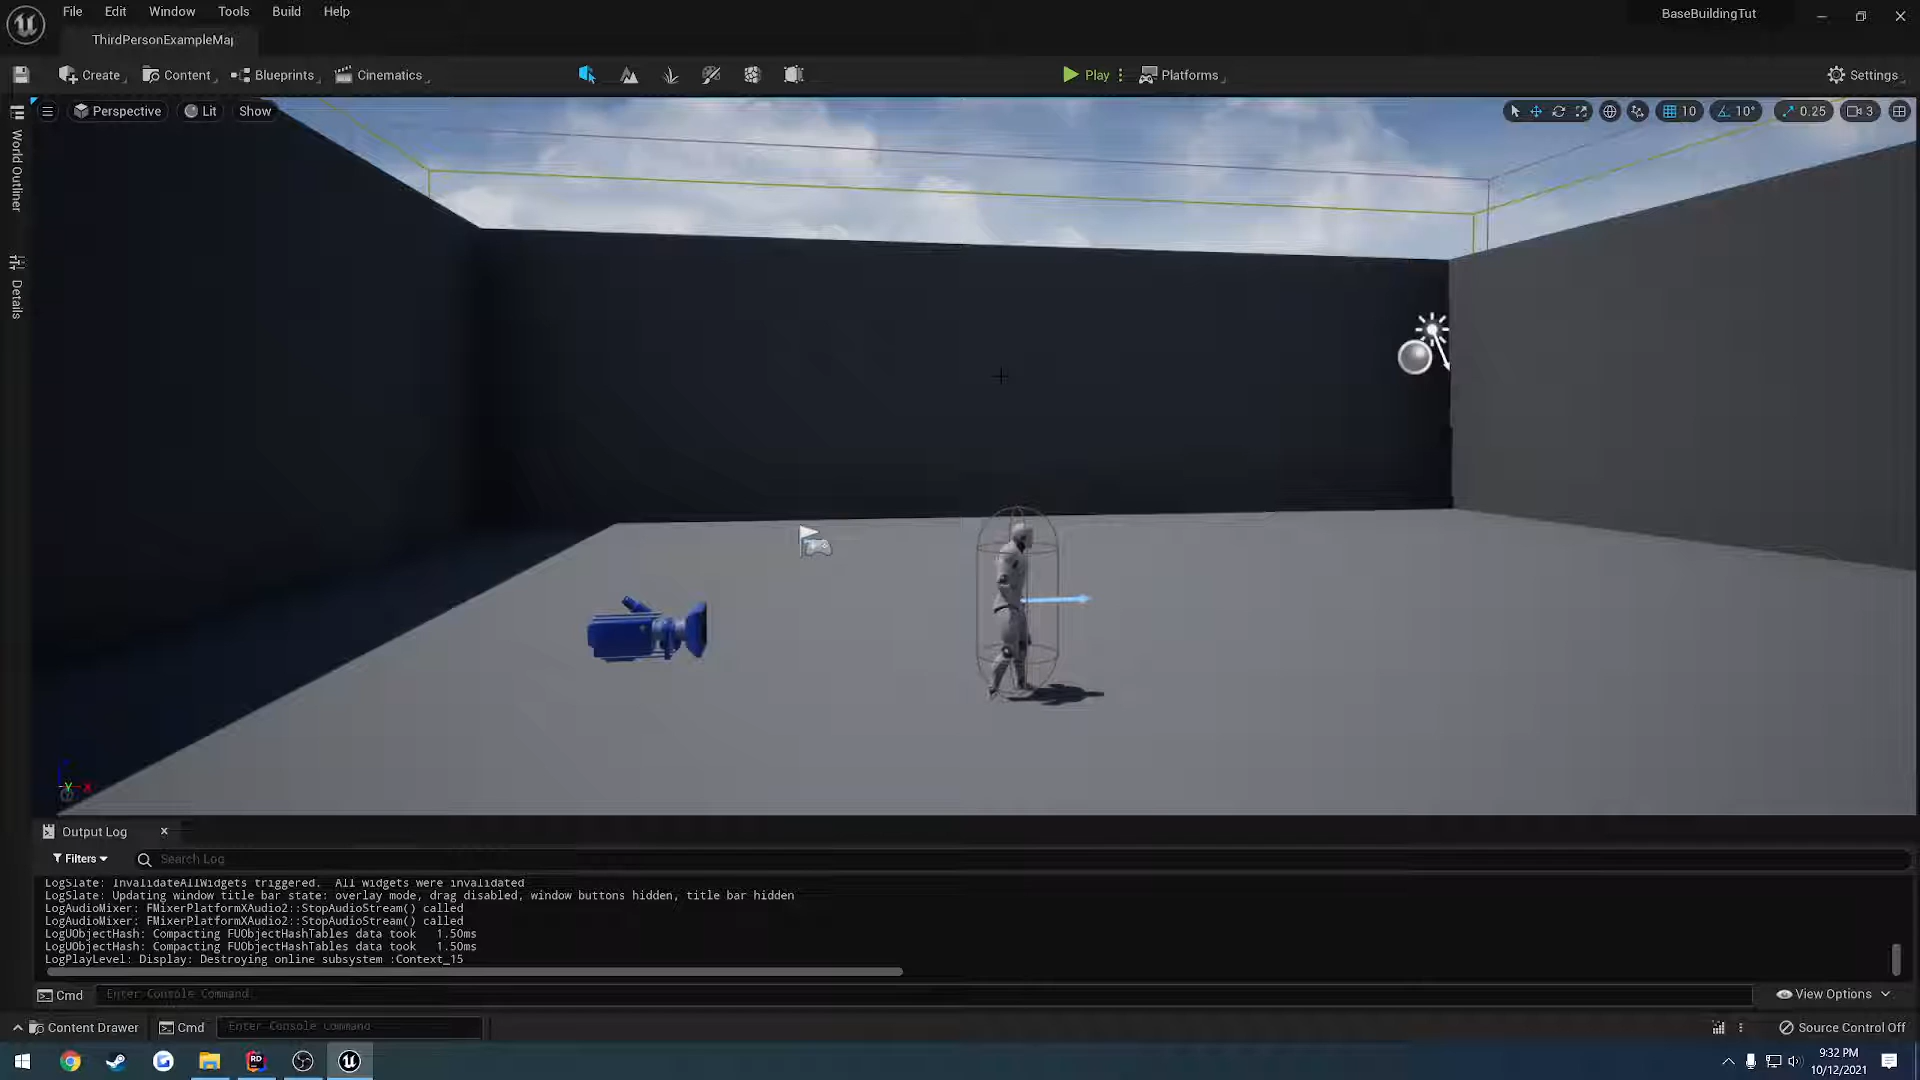 File Edit Window Tools Build Help
BaseBuildingTut
ThirdPersonExampleMap
Create Content Blueprints Cinematics Play Platforms Settings
Perspective Lit Show 10 10° 0.25 3
World Outliner
Details
Y X
Output Log
Filters Search Log
LogSlate: InvalidateAllWidgets triggered.  All widgets were invalidated
LogSlate: Updating window title bar state: overlay mode, drag disabled, window buttons hidden, title bar hidden
LogAudioMixer: FMixerPlatformXAudio2::StopAudioStream() called
LogAudioMixer: FMixerPlatformXAudio2::StopAudioStream() called
LogUObjectHash: Compacting FUObjectHashTables data took   1.50ms
LogUObjectHash: Compacting FUObjectHashTables data took   1.50ms
LogPlayLevel: Display: Destroying online subsystem :Context_15
Cmd Enter Console Command View Options
Content Drawer Cmd Enter Console Command Source Control Off
RD
9:32 PM
10/12/2021